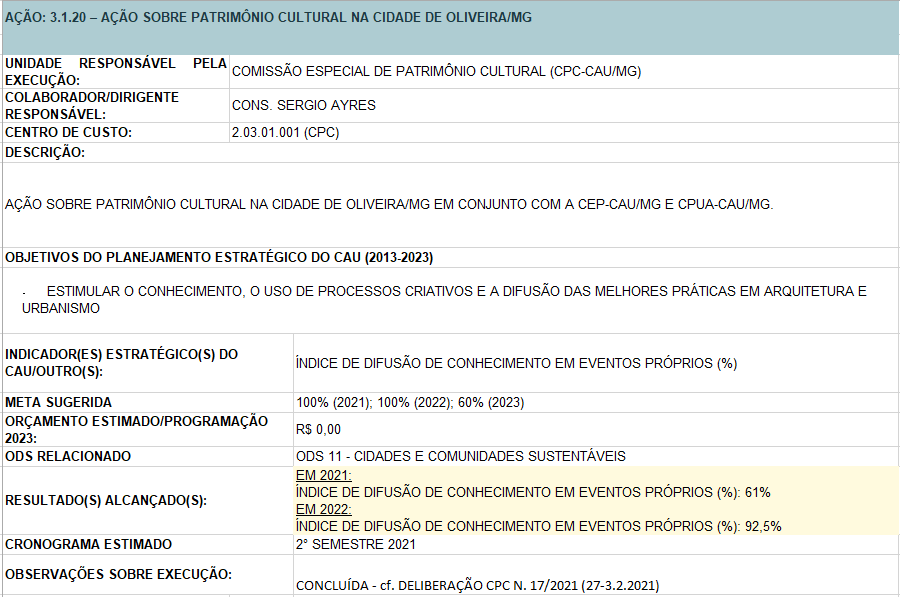 AÇÃO: 3.1.20 – AÇÃO SOBRE PATRIMÔNIO CULTURAL NA CIDADE DE OLIVEIRA/MG
UNIDADE RESPONSÁVEL PELA
EXECUÇÃO:
COMISSÃO ESPECIAL DE PATRIMÔNIO CULTURAL (CPC-CAU/MG)
COLABORADOR/DIRIGENTE
RESPONSÁVEL:
CONS. SERGIO AYRES
CENTRO DE CUSTO:
2.03.01.001 (CPC)
DESCRIÇÃO:
AÇÃO SOBRE PATRIMÔNIO CULTURAL NA CIDADE DE OLIVEIRA/MG EM CONJUNTO COM A CEP-CAU/MG E CPUA-CAU/MG.
OBJETIVOS DO PLANEJAMENTO ESTRATÉGICO DO CAU (2013-2023)
- ESTIMULAR O CONHECIMENTO, O USO DE PROCESSOS CRIATIVOS E A DIFUSÃO DAS MELHORES PRÁTICAS EM ARQUITETURA E
URBANISMO
INDICADOR(ES) ESTRATÉGICO(S) DO
CAU/OUTRO(S):
ÍNDICE DE DIFUSÃO DE CONHECIMENTO EM EVENTOS PRÓPRIOS (%)
META SUGERIDA
100% (2021); 100% (2022); 60% (2023)
ORÇAMENTO ESTIMADO/PROGRAMAÇÃO
2023:
R$ 0,00
ODS RELACIONADO
ODS 11 - CIDADES E COMUNIDADES SUSTENTÁVEIS
RESULTADO(S) ALCANÇADO(S):
EM 2021:
ÍNDICE DE DIFUSÃO DE CONHECIMENTO EM EVENTOS PRÓPRIOS (%): 61%
EM 2022:
ÍNDICE DE DIFUSÃO DE CONHECIMENTO EM EVENTOS PRÓPRIOS (%): 92,5%
CRONOGRAMA ESTIMADO
2° SEMESTRE 2021
OBSERVAÇÕES SOBRE EXECUÇÃO:
CONCLUÍDA - cf. DELIBERAÇÃO CPC N. 17/2021 (27-3.2.2021)